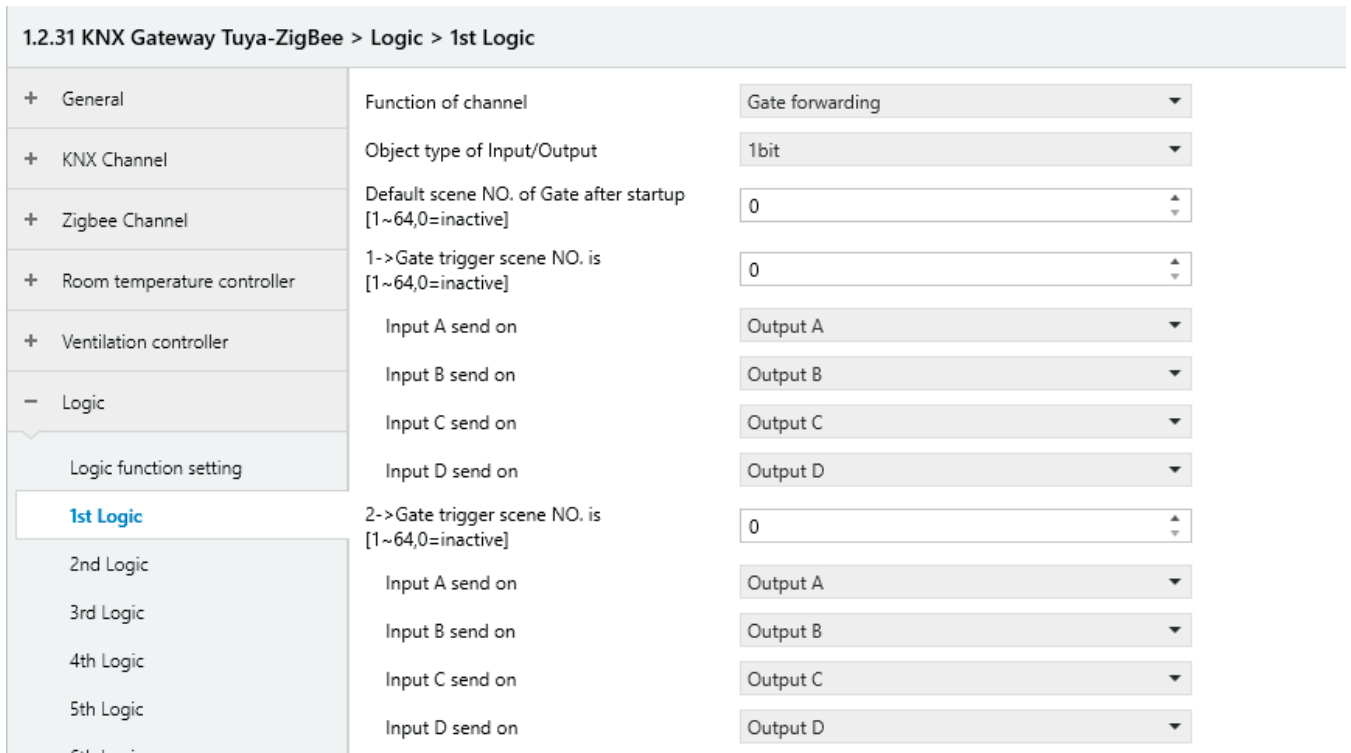 1.2.31 KNX Gateway Tuya-ZigBee > Logic > 1st Logic
+ General
+ KNX Channel
+ Zigbee Channel
+ Room temperature controller
+ Ventilation controller
− Logic
Logic function setting
1st Logic
2nd Logic
3rd Logic
4th Logic
5th Logic
Function of channel
Gate forwarding
Object type of Input/Output
1bit
Default scene NO. of Gate after startup
[1~64,0=inactive]
0
1->Gate trigger scene NO. is
[1~64,0=inactive]
0
Input A send on
Output A
Input B send on
Output B
Input C send on
Output C
Input D send on
Output D
2->Gate trigger scene NO. is
[1~64,0=inactive]
0
Input A send on
Output A
Input B send on
Output B
Input C send on
Output C
Input D send on
Output D